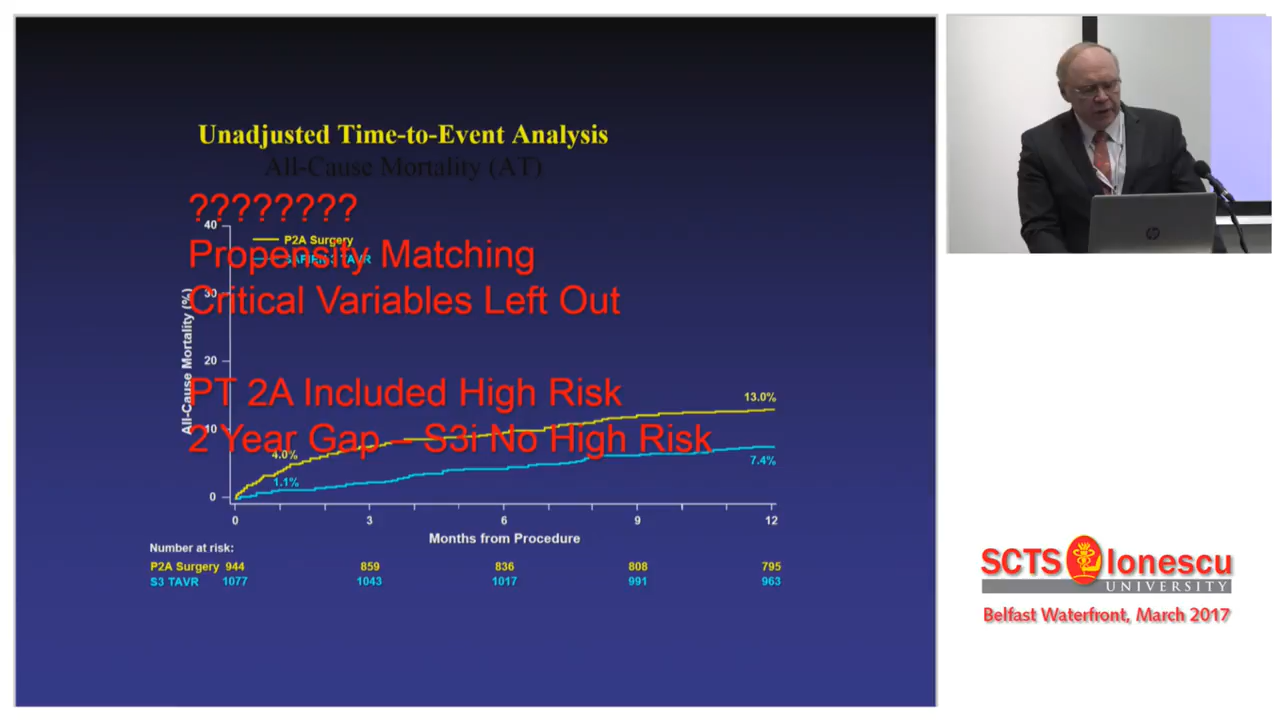 Unadjusted Time-to-Event Analysis
All-Cause Mortality (AT)
????????
Propensity Matching
Critical Variables Left Out
PT 2A Included High Risk
2 Year Gap – S3i No High Risk
All-Cause Mortality (%)
40
30
20
10
0
P2A Surgery
SAPIEN 3 TAVR
4.0%
1.1%
13.0%
7.4%
0 3 6 9 12
Months from Procedure
Number at risk:
P2A Surgery 944 859 836 808 795
S3 TAVR 1077 1043 1017 991 963
hp
SCTS Ionescu
UNIVERSITY
Belfast Waterfront, March 2017